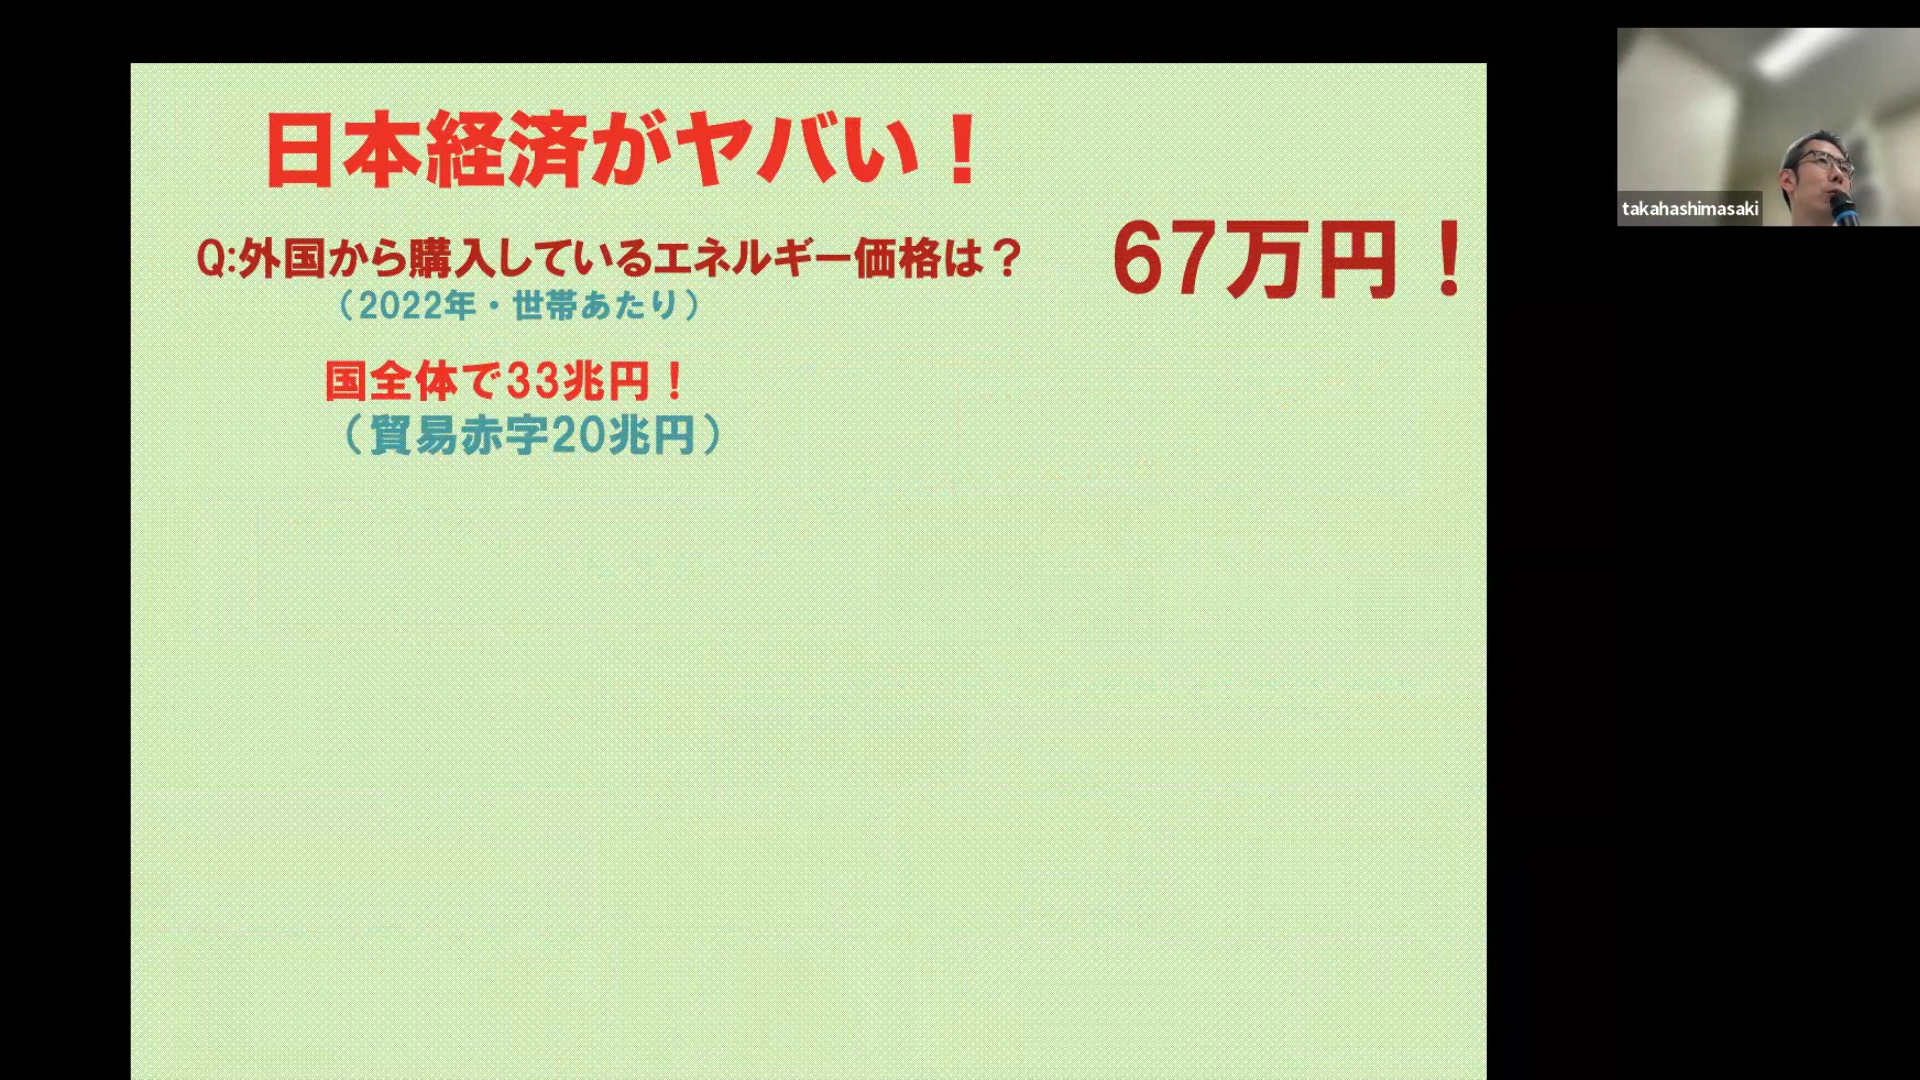 日本経済がヤバい！
Q:外国から購入しているエネルギー価格は？
67万円！
（2022年・世帯あたり）
国全体で33兆円！
（貿易赤字20兆円）
takahashimasaki